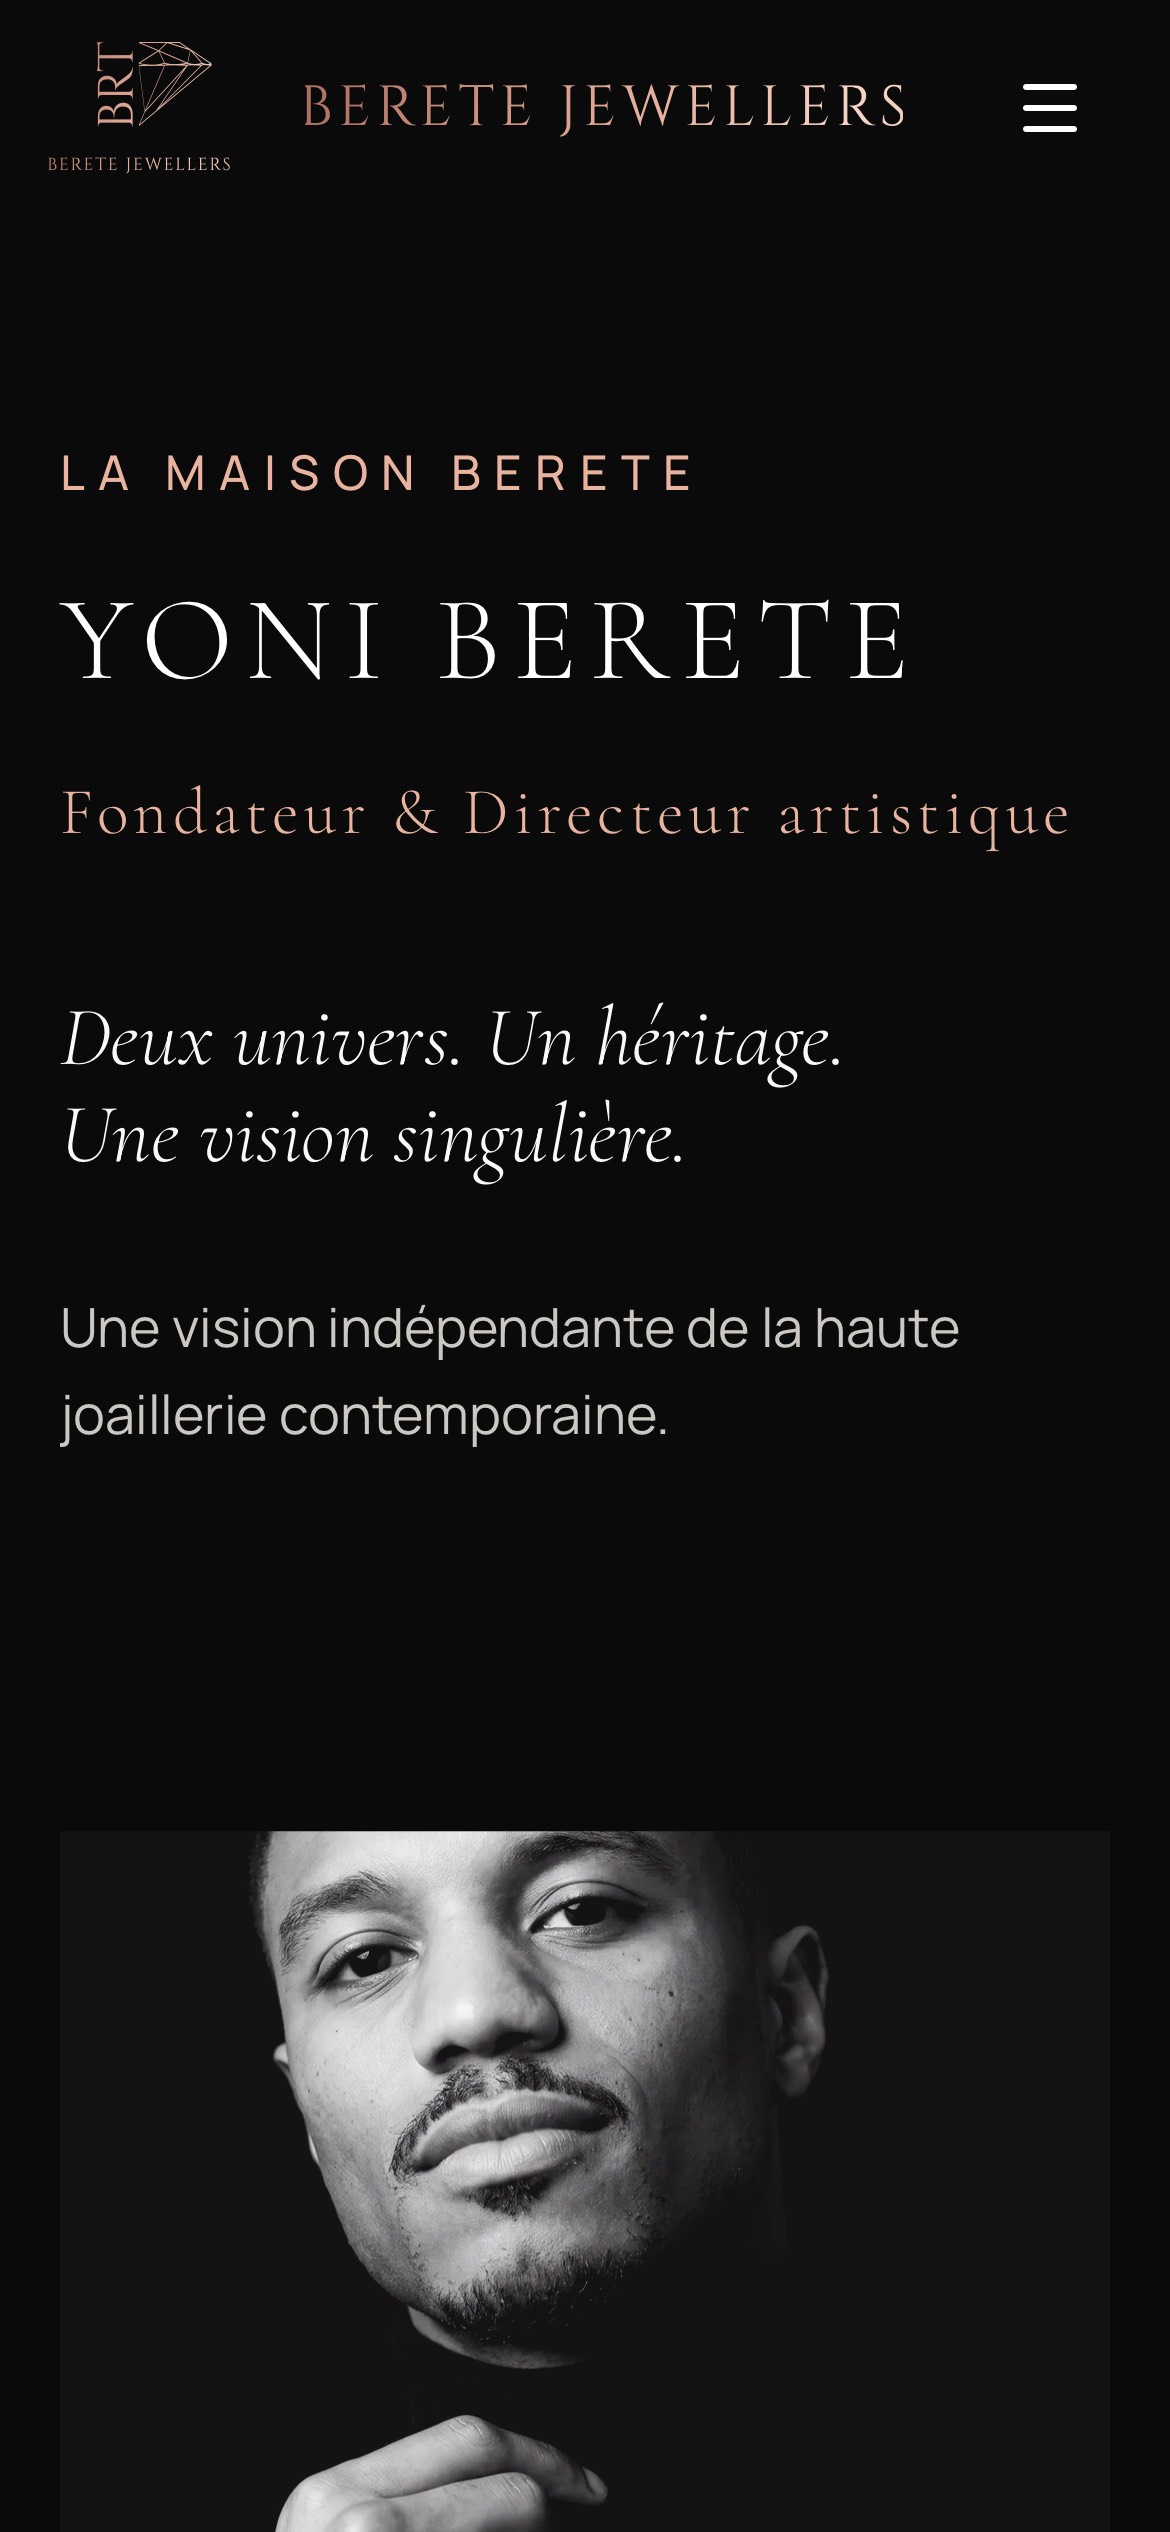 BRT
BERETE JEWELLERS
BERETE JEWELLERS
LA MAISON BERETE
YONI BERETE
Fondateur & Directeur artistique
Deux univers. Un héritage.
Une vision singulière.
Une vision indépendante de la haute
joaillerie contemporaine.